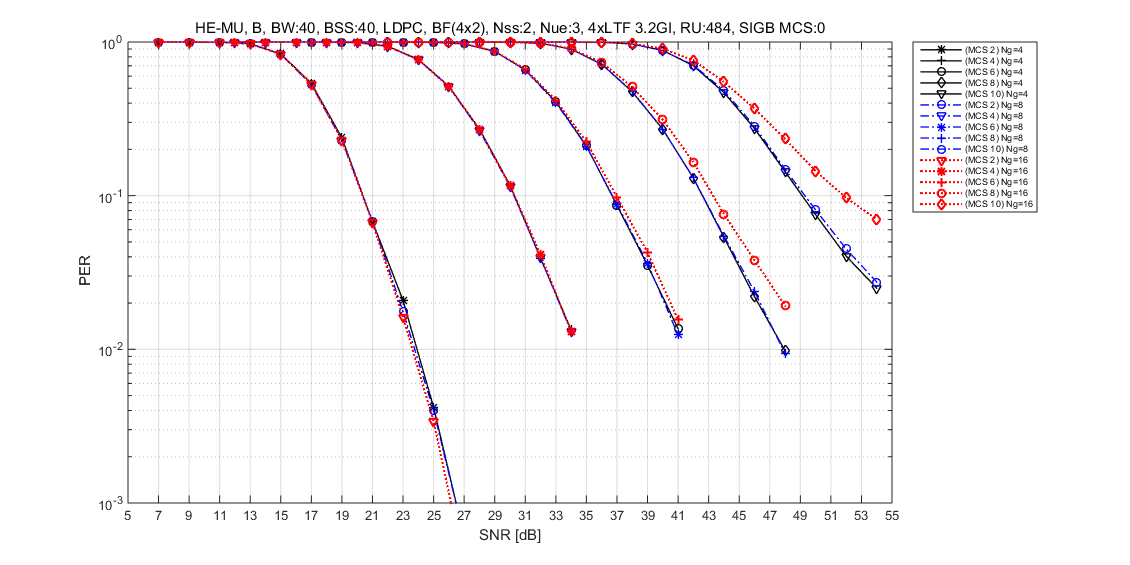 HE-MU, B, BW:40, BSS:40, LDPC, BF(4x2), Nss:2, Nue:3, 4xLTF 3.2GI, RU:484, SIGB MCS:0
10^0
10^-1
10^-2
10^-3
PER
5 7 9 11 13 15 17 19 21 23 25 27 29 31 33 35 37 39 41 43 45 47 49 51 53 55
SNR [dB]
(MCS 2) Ng=4
(MCS 4) Ng=4
(MCS 6) Ng=4
(MCS 8) Ng=4
(MCS 10) Ng=4
(MCS 2) Ng=8
(MCS 4) Ng=8
(MCS 6) Ng=8
(MCS 8) Ng=8
(MCS 10) Ng=8
(MCS 2) Ng=16
(MCS 4) Ng=16
(MCS 6) Ng=16
(MCS 8) Ng=16
(MCS 10) Ng=16